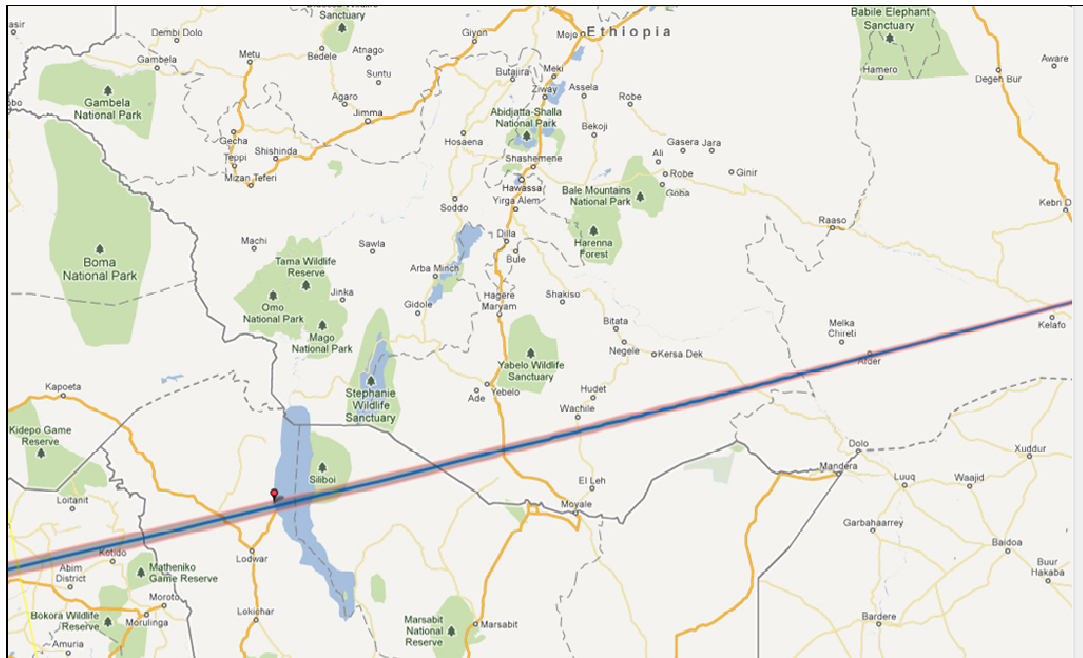 Sanctuary
Ethiopia
Babile Elephant
Sanctuary
Dembi Dolo
Giyon
Mojo
Gambela
Metu
Bedele
Atnago
Suntu
Butajira
Meki
Ziway
Assela
Hamero
Aware
Degeh Bur
Gambela
National Park
Agaro
Jimma
Robe
Abidjatta-Shalla
National Park
Bekoji
Gecha
Hosaena
Gasera
Jara
Teppi
Shishinda
Shashemene
Ali
Mizan Teferi
Hawassa
Robe
Ginir
Bale Mountains
National Park
Goba
Yirga Alem
Soddo
Kebri D
Raaso
Machi
Sawla
Dilla
Bule
Harenna
Forest
Boma
National Park
Tama Wildlife
Reserve
Arba Minch
Jinka
Omo
National Park
Gidole
Hagere
Maryam
Shakiso
Mago
National Park
Bitata
Melka
Chireti
Kelafo
Negele
Kersa Dek
Arder
Yabelo Wildlife
Sanctuary
Kapoeta
Stephanie
Wildlife
Sanctuary
Yebelo
Ade
Hudet
Wachile
Kidepo Game
Reserve
Dolo
Xuddur
Siliboi
Mandera
Luuq
Waajid
El Leh
Loitanit
Moyale
Garbahaarrey
Kotido
Lodwar
Baidoa
Abim
District
Matheniko
Game Reserve
Buur
Hakaba
Moroto
Bokora Wildlife
Reserve
Morulinga
Lokichar
Marsabit
National
Reserve
Marsabit
Bardere
Amuria